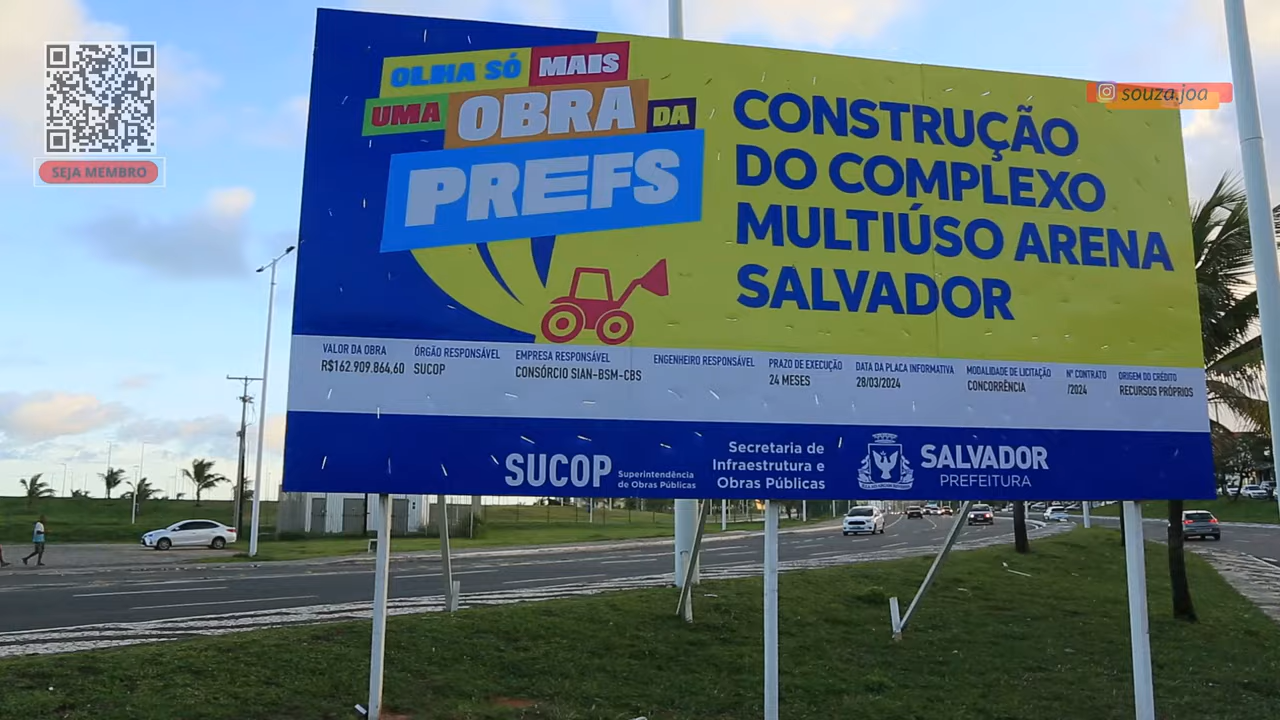 SEJA MEMBRO
souza.joa
OLHA SÓ MAIS
UMA OBRA DA
PREFS
CONSTRUÇÃO
DO COMPLEXO
MULTIÚSO ARENA
SALVADOR
VALOR DA OBRA
R$162.909.864,60
ÓRGÃO RESPONSÁVEL
SUCOP
EMPRESA RESPONSÁVEL
CONSÓRCIO SIAN-BSM-CBS
ENGENHEIRO RESPONSÁVEL
PRAZO DE EXECUÇÃO
24 MESES
DATA DA PLACA INFORMATIVA
28/03/2024
MODALIDADE DE LICITAÇÃO
CONCORRÊNCIA
Nº CONTRATO
/2024
ORIGEM DO CRÉDITO
RECURSOS PRÓPRIOS
SUCOP
Superintendência
de Obras Públicas
Secretaria de
Infraestrutura e
Obras Públicas
SALVADOR
PREFEITURA